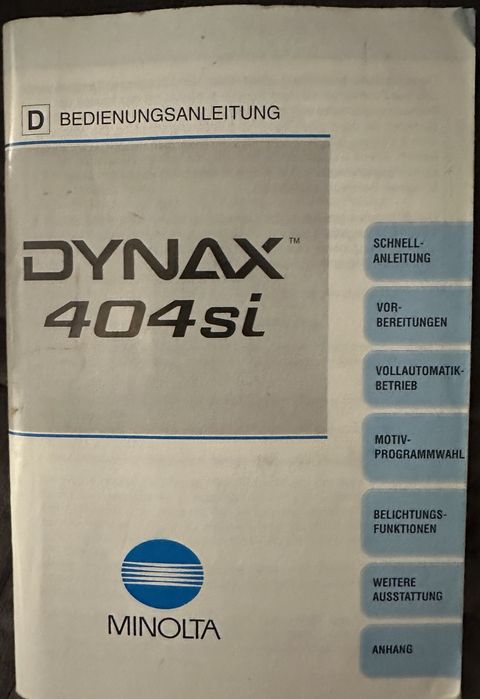 D BEDIENUNGSANLEITUNG
DYNAX™
404si
SCHNELL-
ANLEITUNG
VOR-
BEREITUNGEN
VOLLAUTOMATIK-
BETRIEB
MOTIV-
PROGRAMMWAHL
BELICHTUNGS-
FUNKTIONEN
WEITERE
AUSSTATTUNG
ANHANG
MINOLTA